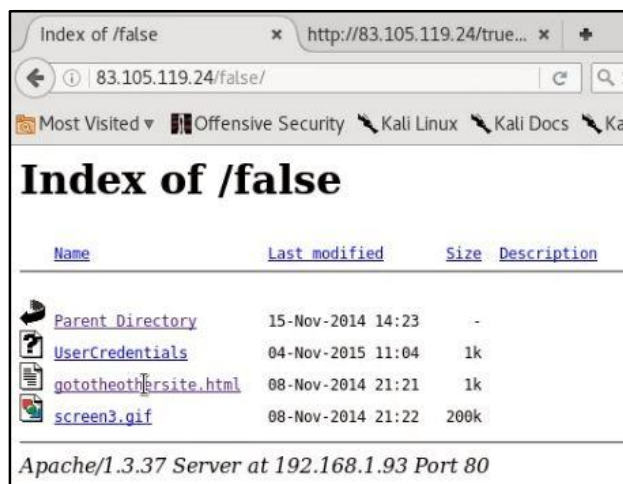 Index of /false × http://83.105.119.24/true... ×
83.105.119.24/false/
Most Visited Offensive Security Kali Linux Kali Docs Ka
Index of /false
Name Last modified Size Description
Parent Directory 15-Nov-2014 14:23 -
UserCredentials 04-Nov-2015 11:04 1k
gototheothersite.html 08-Nov-2014 21:21 1k
screen3.gif 08-Nov-2014 21:22 200k
Apache/1.3.37 Server at 192.168.1.93 Port 80